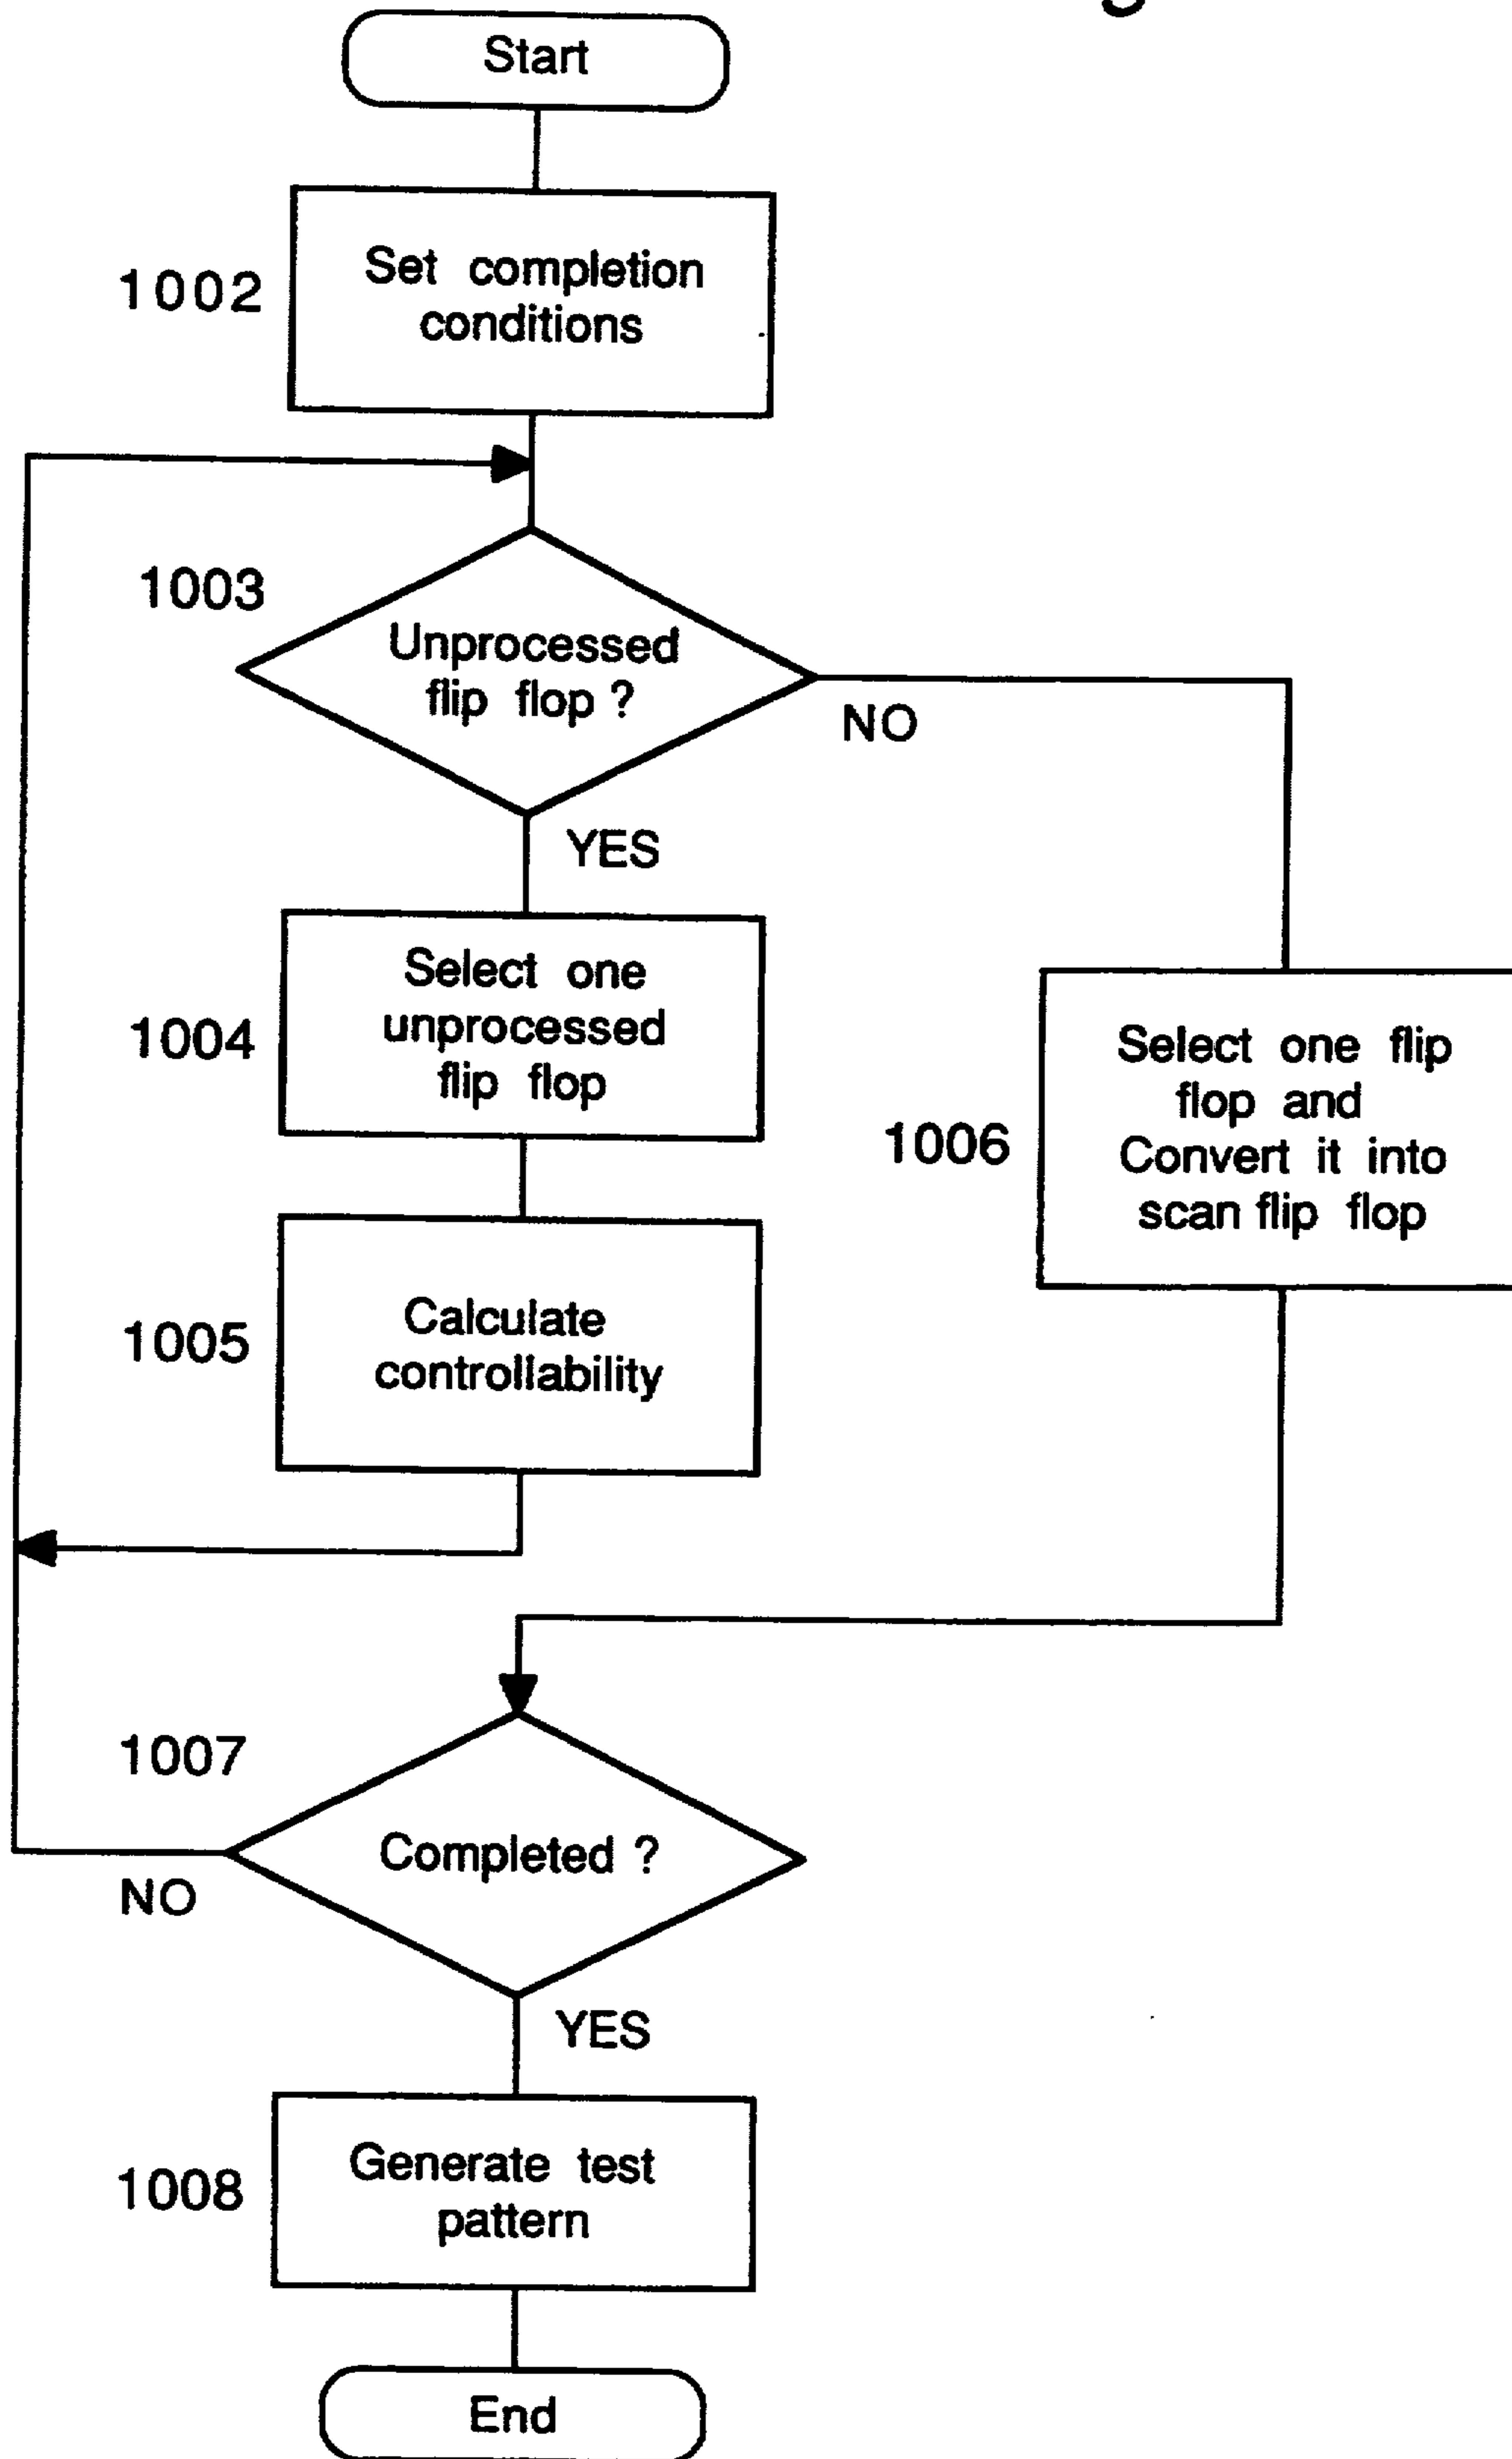 Start
1002
Set completion
conditions
1003
Unprocessed
flip flop ?
NO
YES
1004
Select one
unprocessed
flip flop
1006
Select one flip
flop and
Convert it into
scan flip flop
1005
Calculate
controllability
1007
Completed ?
NO
YES
1008
Generate test
pattern
End